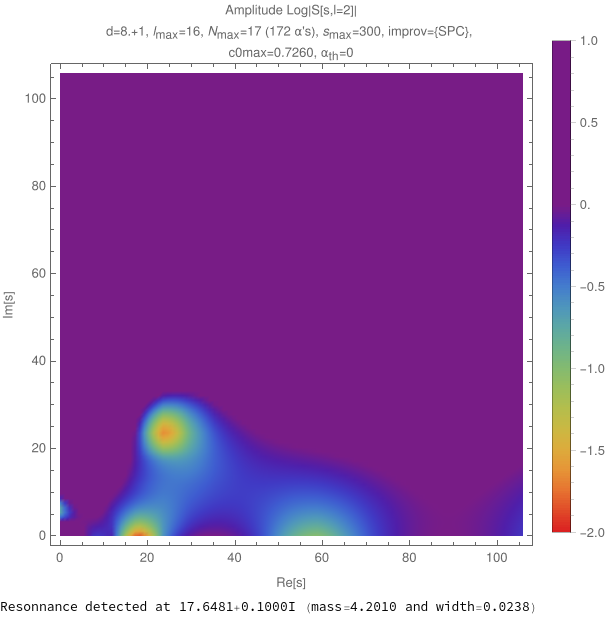 Amplitude Log|S[s,l=2]|
d=8.+1, lmax=16, Nmax=17 (172 α's), smax=300, improv={SPC},
c0max=0.7260, αth=0
1.0
0.5
0.
-0.5
-1.0
-1.5
-2.0
Im[s]
100
80
60
40
20
0
0 20 40 60 80 100
Re[s]
Resonnance detected at 17.6481+0.1000I (mass=4.2010 and width=0.0238)